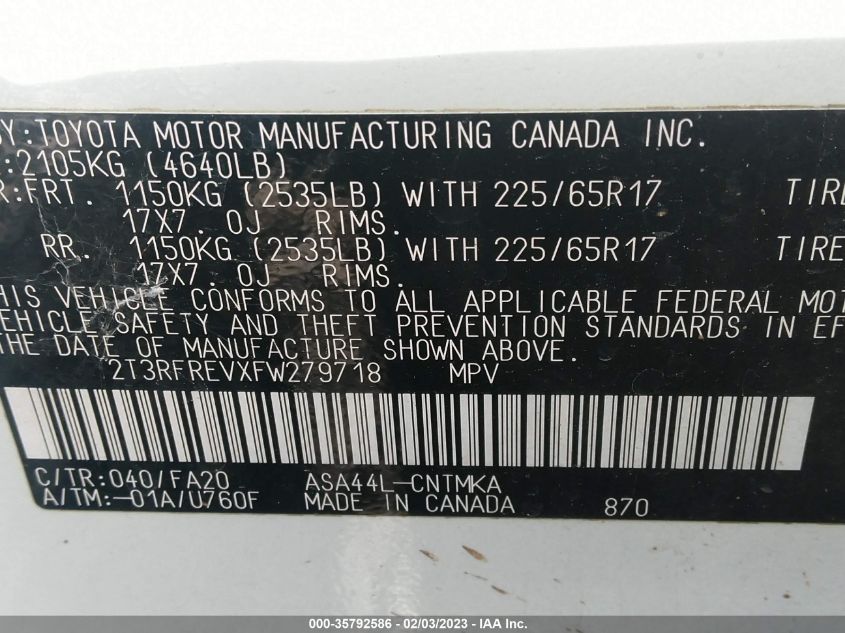 BY:TOYOTA MOTOR MANUFACTURING CANADA INC.
:2105KG (4640LB)
R:FRT. 1150KG (2535LB) WITH 225/65R17 TIRE
17X7.0J RIMS.
RR. 1150KG (2535LB) WITH 225/65R17 TIRE
17X7.0J RIMS.
HIS VEHICLE CONFORMS TO ALL APPLICABLE FEDERAL MOT
EHICLE SAFETY AND THEFT PREVENTION STANDARDS IN EF
THE DATE OF MANUFACTURE SHOWN ABOVE.
2T3RFREVXFW279718 MPV
C/TR:040/FA20 ASA44L-CNTMKA
A/TM:-01A/U760F MADE IN CANADA 870
000-35792586 - 02/03/2023 - IAA Inc.